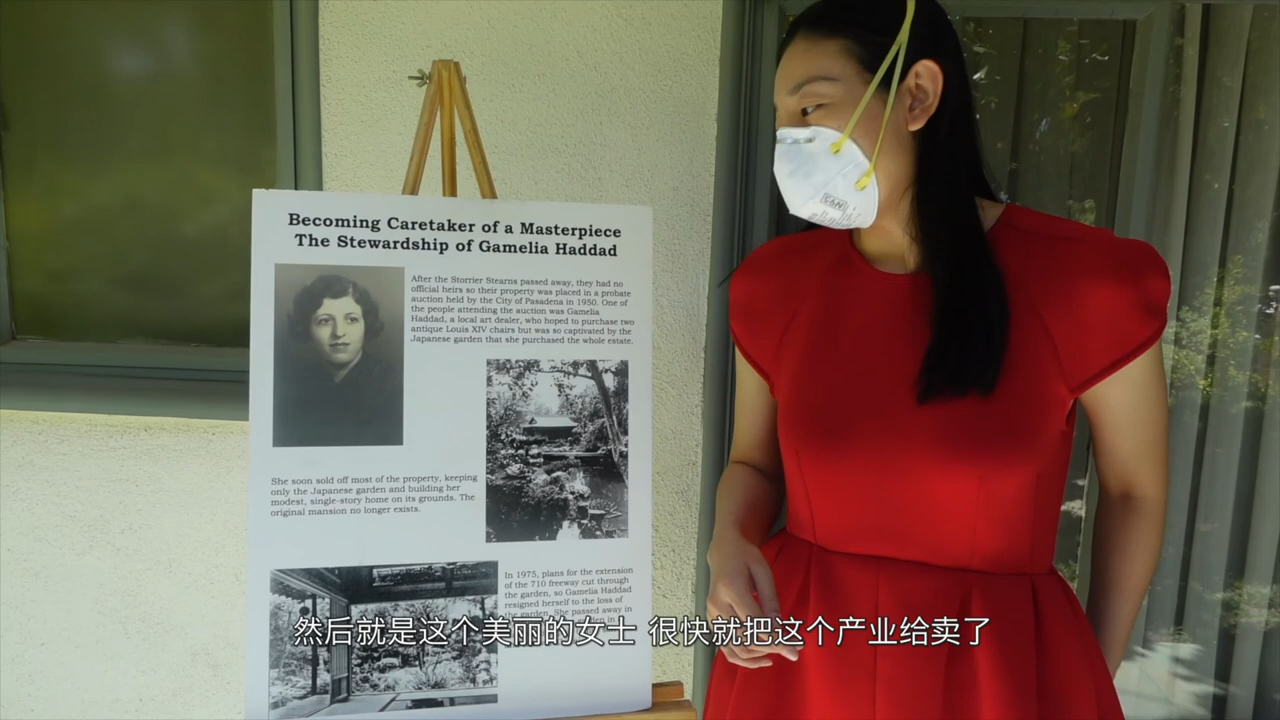 Becoming Caretaker of a Masterpiece
The Stewardship of Gamelia Haddad
After the Storrier Stearns passed away, they had no
official heirs so their property was placed in a probate
auction held by the City of Pasadena in 1950. One of
the people attending the auction was Gamelia
Haddad, a local art dealer, who hoped to purchase two
antique Louis XIV chairs but was so captivated by the
Japanese garden that she purchased the whole estate.
She soon sold off most of the property, keeping
only the Japanese garden and building her
modest, single-story home on its grounds. The
original mansion no longer exists.
In 1975, plans for the extension
of the 710 freeway cut through
the garden, so Gamelia Haddad
resigned herself to the loss of
the garden. She passed away in
然后就是这个美丽的女士 很快就把这个产业给卖了